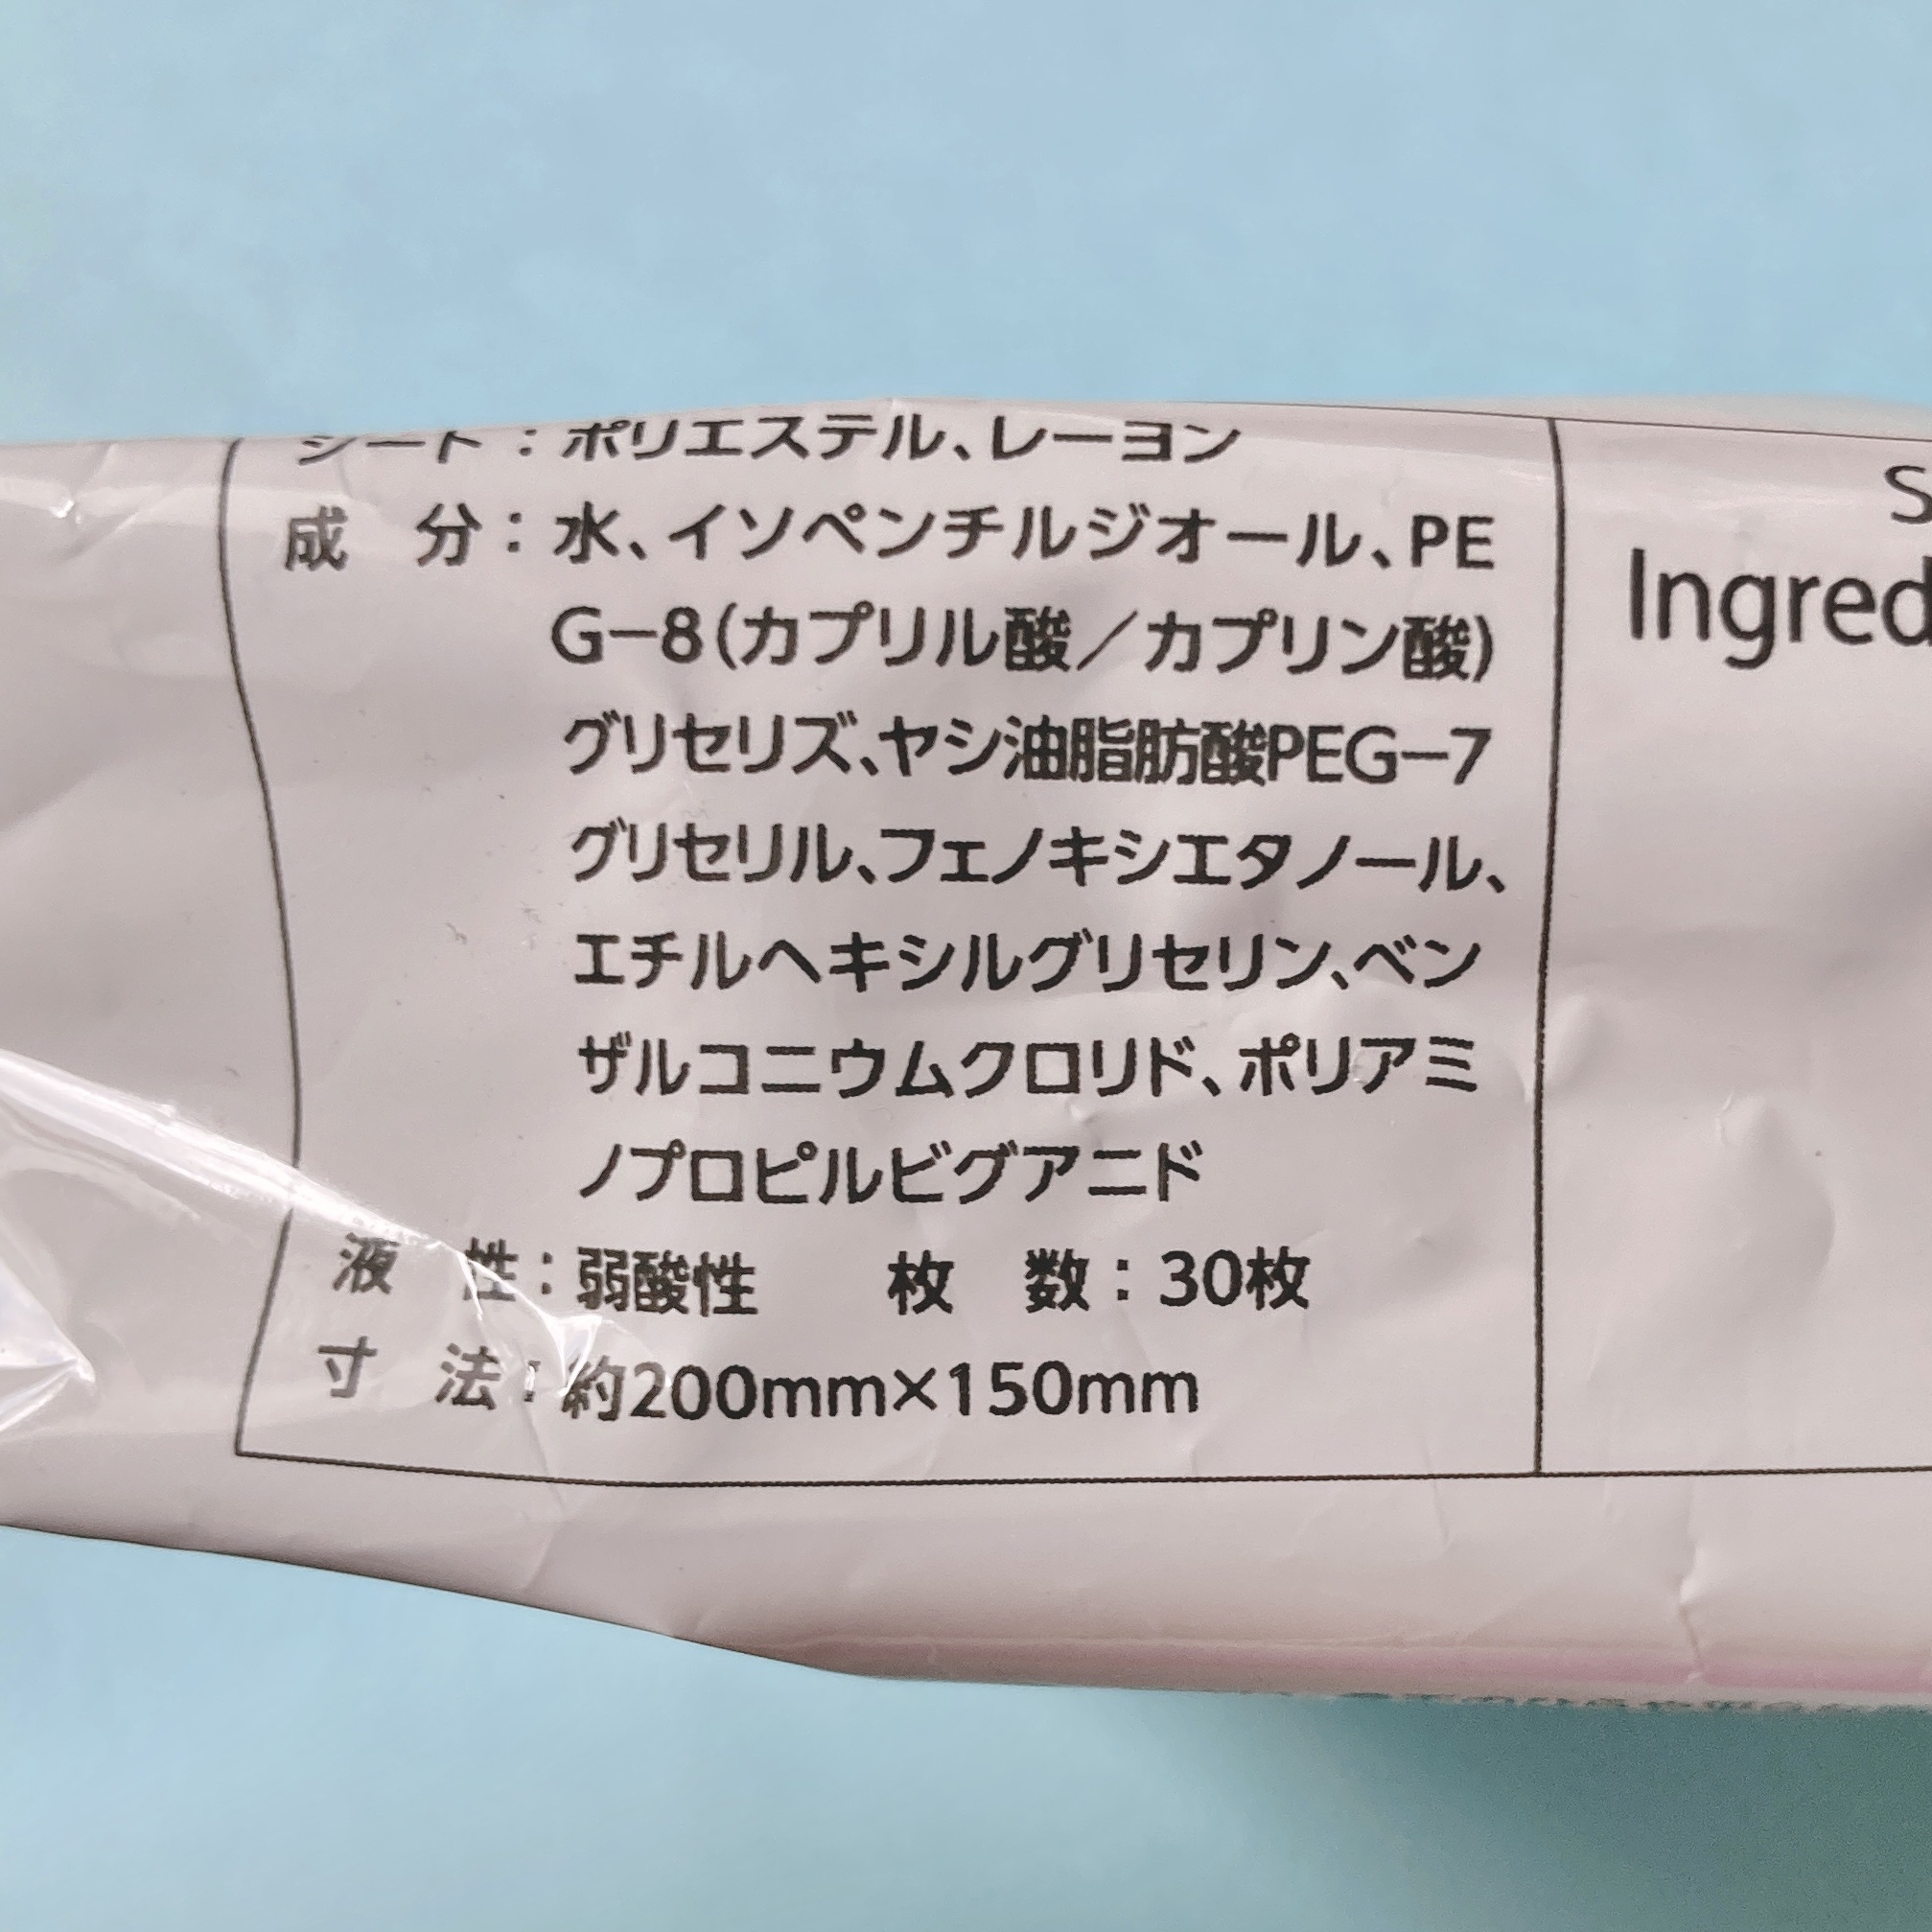 シート：ポリエステル、レーヨン
成　分：水、イソペンチルジオール、PE
G－8(カプリル酸／カプリン酸)
グリセリズ、ヤシ油脂肪酸PEG－7
グリセリル、フェノキシエタノール、
エチルヘキシルグリセリン、ベン
ザルコニウムクロリド、ポリアミ
ノプロピルビグアニド
液　性：弱酸性　　枚　数：30枚
寸　法：約200mm×150mm
S
Ingred